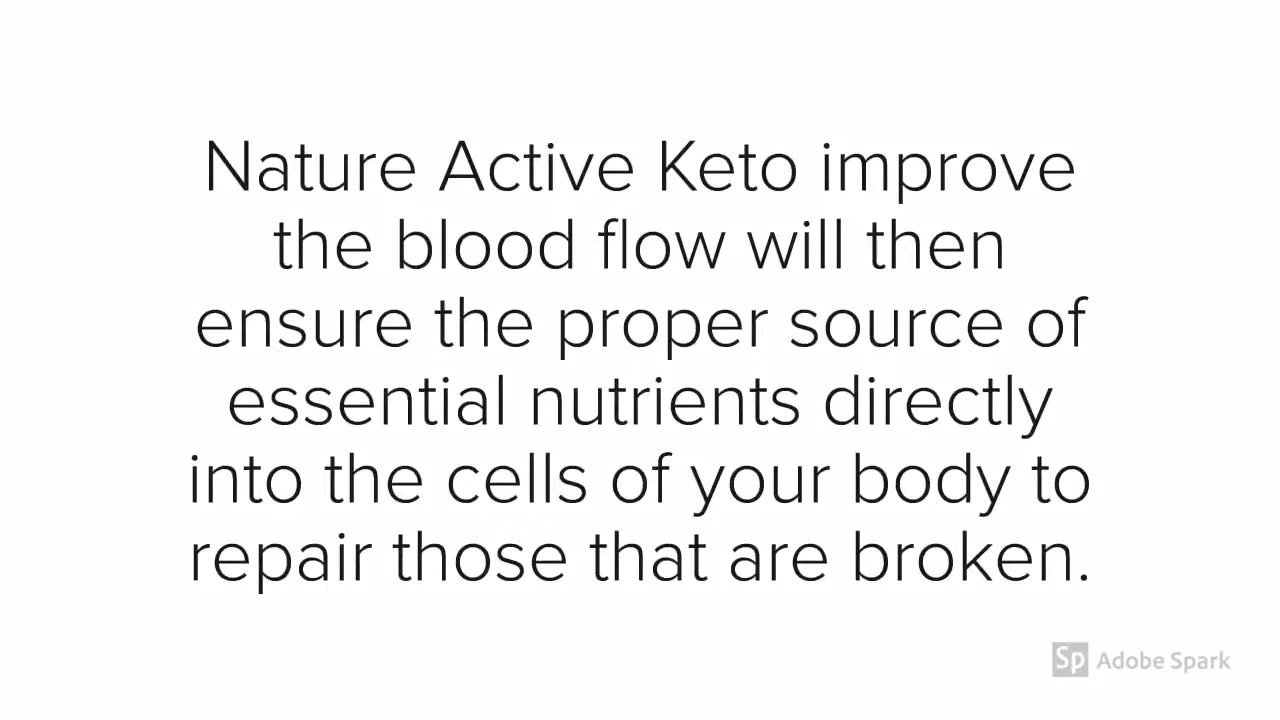 Nature Active Keto improve
the blood flow will then
ensure the proper source of
essential nutrients directly
into the cells of your body to
repair those that are broken.
Sp Adobe Spark